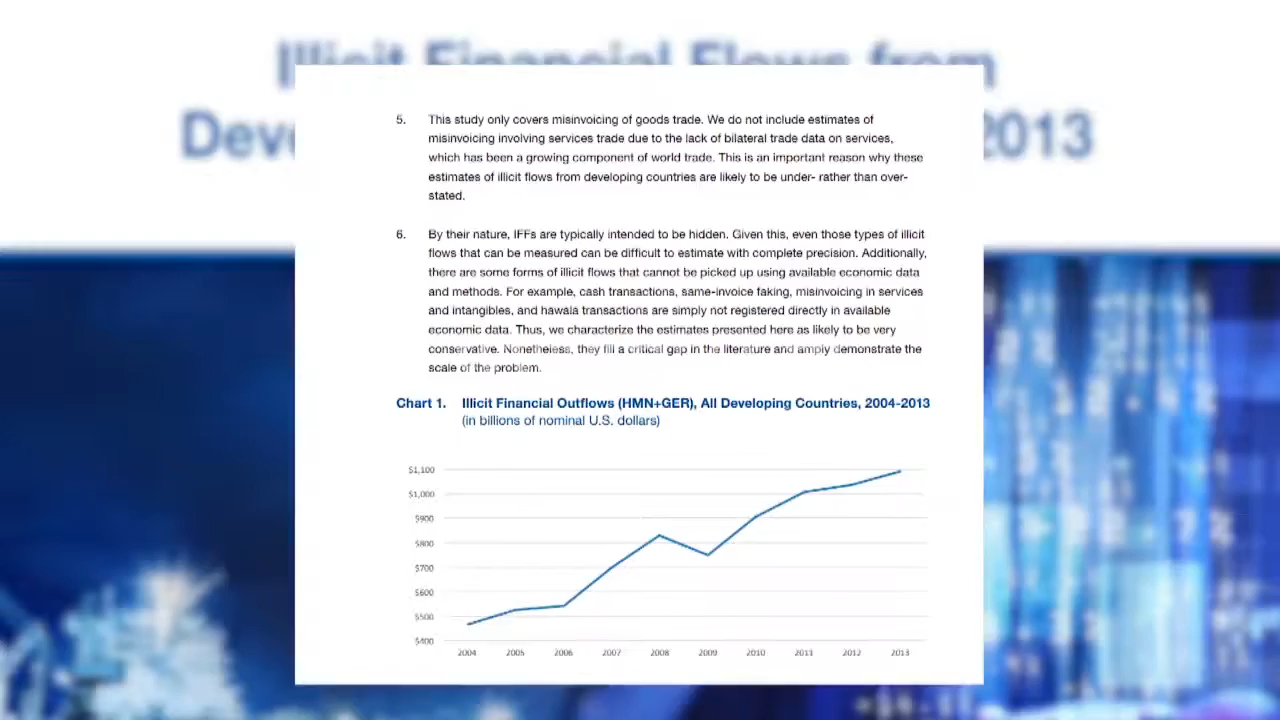 Illicit Financial Flows from
2013
5. This study only covers misinvoicing of goods trade. We do not include estimates of
misinvoicing involving services trade due to the lack of bilateral trade data on services,
which has been a growing component of world trade. This is an important reason why these
estimates of illicit flows from developing countries are likely to be under- rather than over-
stated.
6. By their nature, IFFs are typically intended to be hidden. Given this, even those types of illicit
flows that can be measured can be difficult to estimate with complete precision. Additionally,
there are some forms of illicit flows that cannot be picked up using available economic data
and methods. For example, cash transactions, same-invoice faking, misinvoicing in services
and intangibles, and hawala transactions are simply not registered directly in available
economic data. Thus, we characterize the estimates presented here as likely to be very
conservative. Nonetheless, they fill a critical gap in the literature and amply demonstrate the
scale of the problem.
Chart 1. Illicit Financial Outflows (HMN+GER), All Developing Countries, 2004-2013
(in billions of nominal U.S. dollars)
$1,100
$1,000
$900
$800
$700
$600
$500
$400
2004 2005 2006 2007 2008 2009 2010 2011 2012 2013